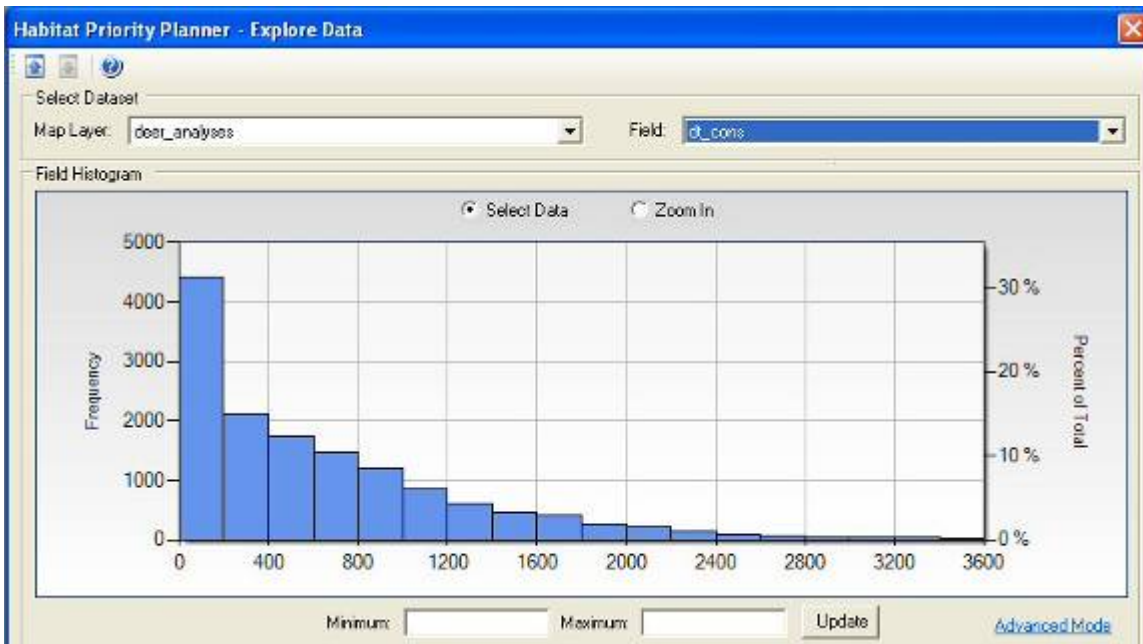 Habitat Priority Planner - Explore Data
Select Dataset
Map Layer: deer_analyses Field: dt_cons
Field Histogram
Select Data Zoom In
5000
4000 30 %
3000
Frequency 20 % Percent of Total
2000
10 %
1000
0 0 %
0 400 800 1200 1600 2000 2400 2800 3200 3600
Minimum: Maximum: Update Advanced Mode